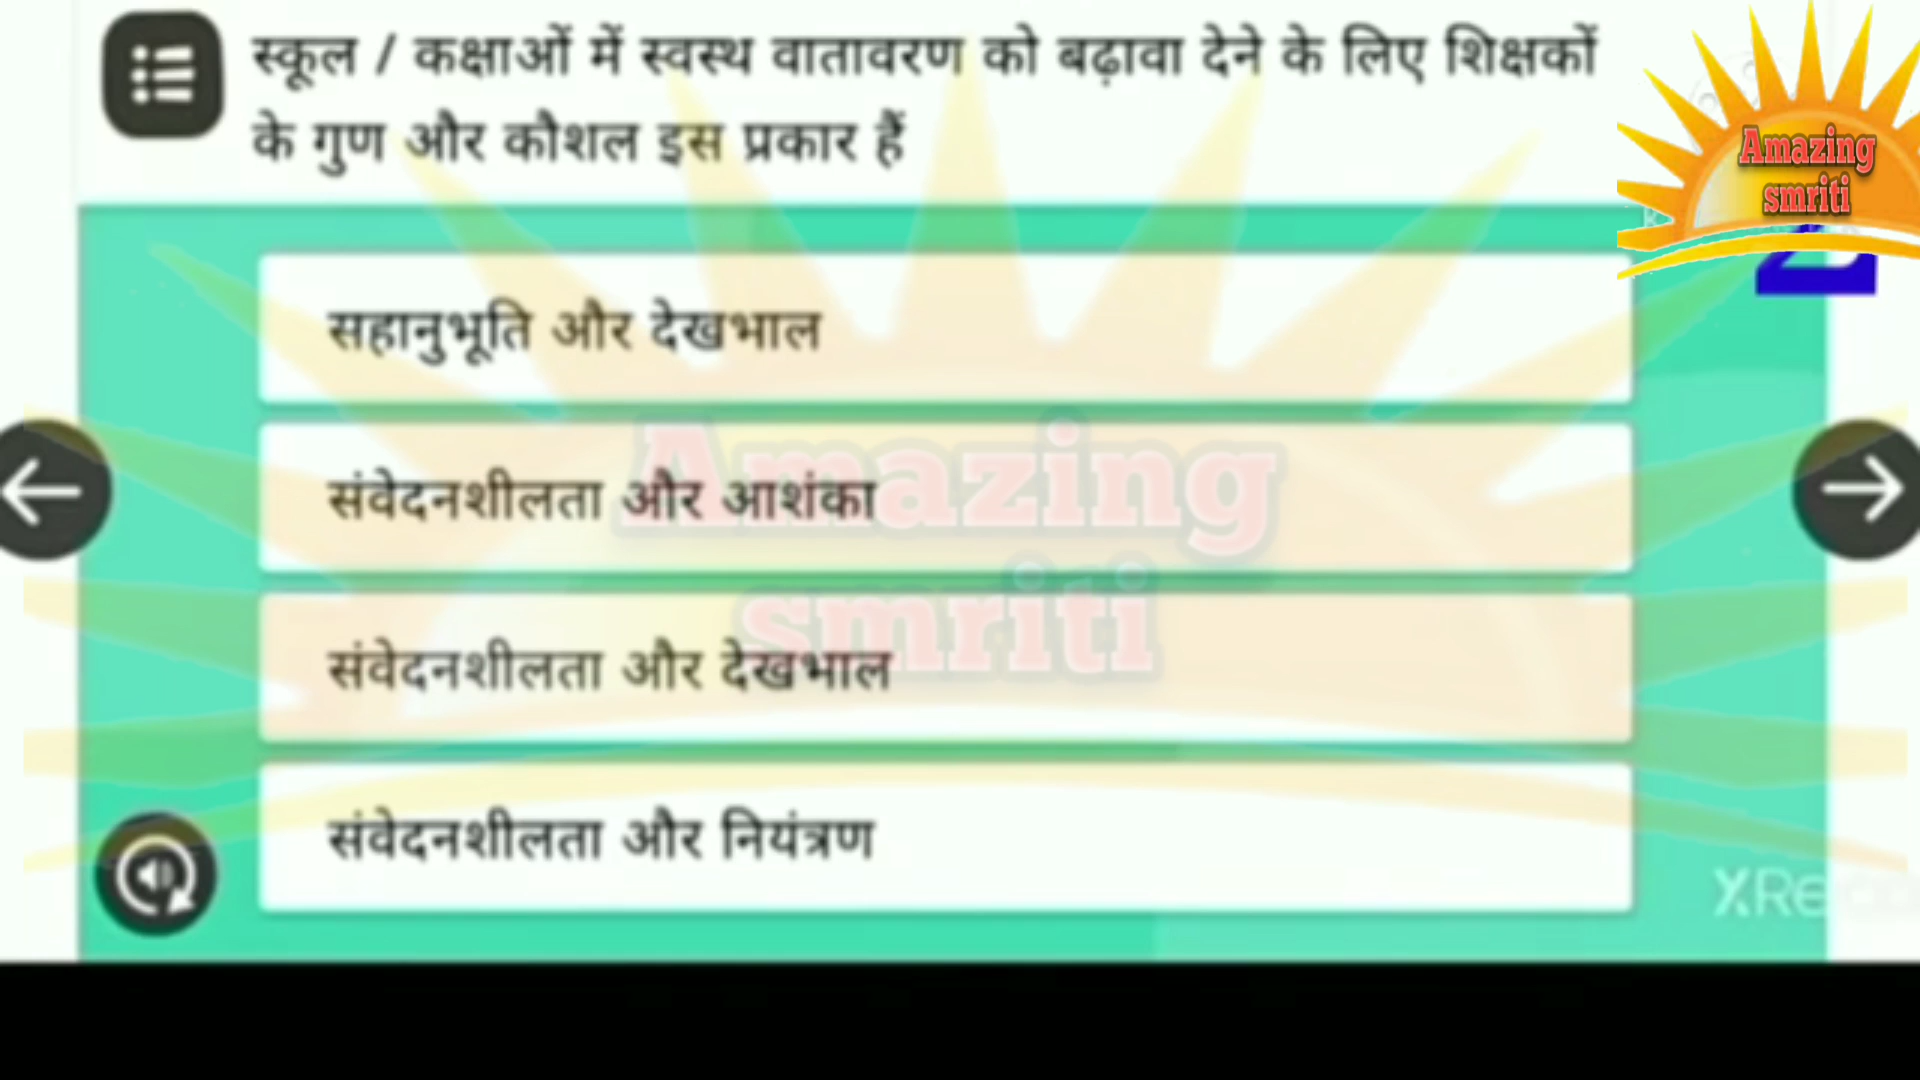 स्कूल / कक्षाओं में स्वस्थ वातावरण को बढ़ावा देने के लिए शिक्षकों
के गुण और कौशल इस प्रकार हैं
Amazing
smriti
सहानुभूति और देखभाल
संवेदनशीलता और आशंका
Amazing
smriti
संवेदनशीलता और देखभाल
संवेदनशीलता और नियंत्रण